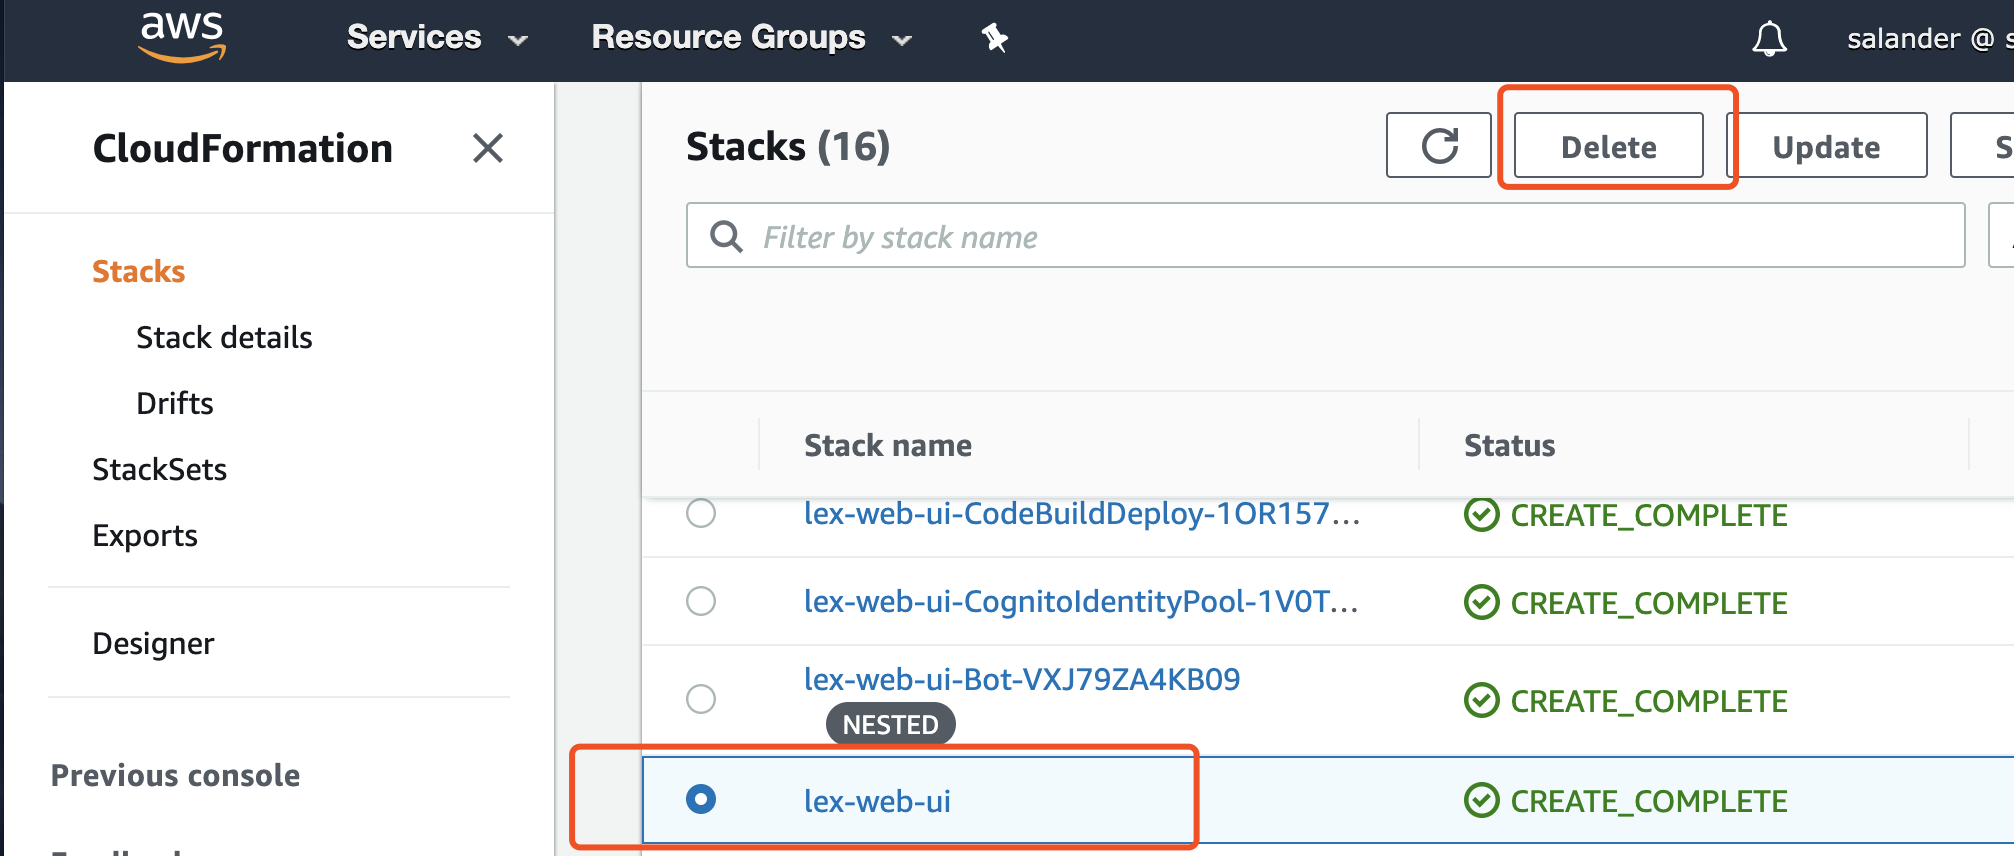 aws Services Resource Groups salander @
CloudFormation
Stacks
Stack details
Drifts
StackSets
Exports
Designer
Previous console
Stacks (16)
Delete
Update
Filter by stack name
Stack name Status
lex-web-ui-CodeBuildDeploy-1OR157... CREATE_COMPLETE
lex-web-ui-CognitoIdentityPool-1V0T... CREATE_COMPLETE
lex-web-ui-Bot-VXJ79ZA4KB09 CREATE_COMPLETE
NESTED
lex-web-ui CREATE_COMPLETE